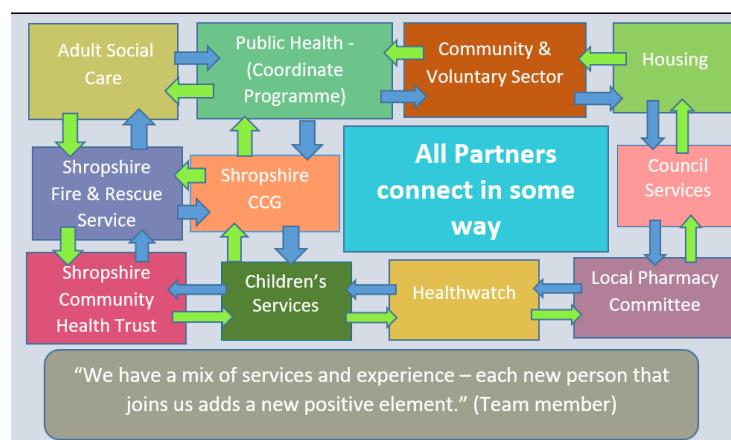 Adult Social
Care
Public Health -
(Coordinate
Programme)
Community &
Voluntary Sector
Housing
Shropshire
Fire & Rescue
Service
Shropshire
CCG
All Partners
connect in some
way
Council
Services
Shropshire
Community
Health Trust
Children’s
Services
Healthwatch
Local Pharmacy
Committee
“We have a mix of services and experience – each new person that
joins us adds a new positive element.” (Team member)